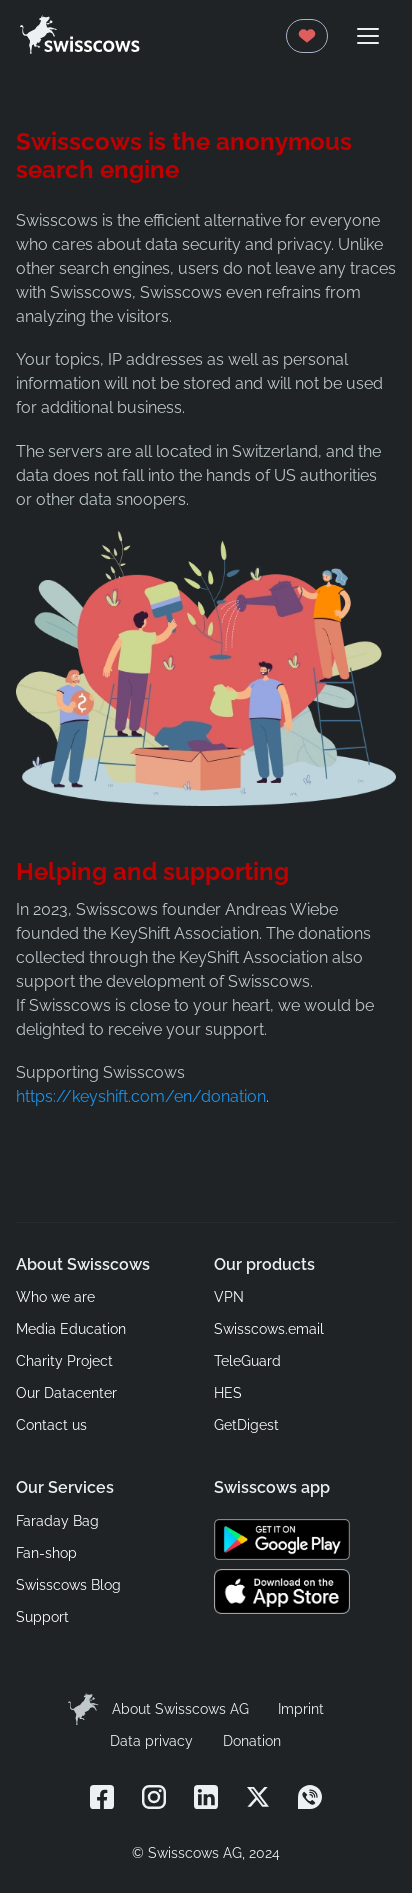 swisscows
Swisscows is the anonymous
search engine
Swisscows is the efficient alternative for everyone
who cares about data security and privacy. Unlike
other search engines, users do not leave any traces
with Swisscows, Swisscows even refrains from
analyzing the visitors.
Your topics, IP addresses as well as personal
information will not be stored and will not be used
for additional business.
The servers are all located in Switzerland, and the
data does not fall into the hands of US authorities
or other data snoopers.
Helping and supporting
In 2023, Swisscows founder Andreas Wiebe
founded the KeyShift Association. The donations
collected through the KeyShift Association also
support the development of Swisscows.
If Swisscows is close to your heart, we would be
delighted to receive your support.
Supporting Swisscows
https://keyshift.com/en/donation.
About Swisscows
Who we are
Media Education
Charity Project
Our Datacenter
Contact us
Our products
VPN
Swisscows.email
TeleGuard
HES
GetDigest
Our Services
Faraday Bag
Fan-shop
Swisscows Blog
Support
Swisscows app
GET IT ON
Google Play
Download on the
App Store
About Swisscows AG Imprint
Data privacy Donation
© Swisscows AG, 2024